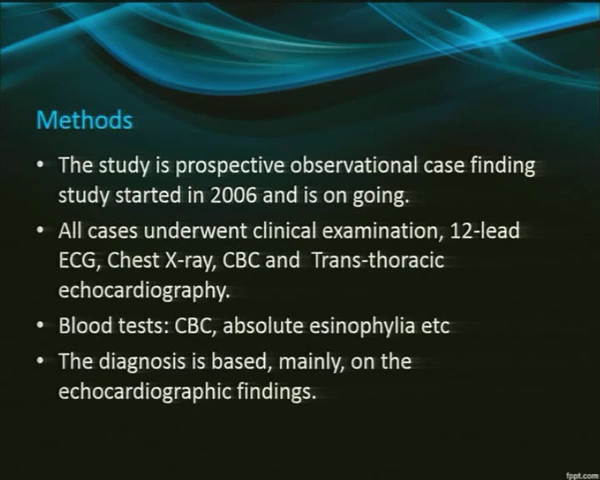 Methods
• The study is prospective observational case finding
study started in 2006 and is on going.
• All cases underwent clinical examination, 12-lead
ECG, Chest X-ray, CBC and  Trans-thoracic
echocardiography.
• Blood tests: CBC, absolute esinophylia etc
• The diagnosis is based, mainly, on the
echocardiographic findings.
fppt.com